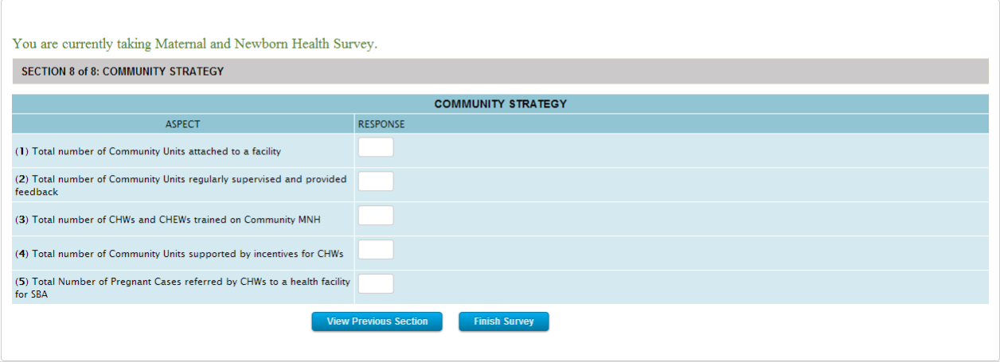 You are currently taking Maternal and Newborn Health Survey.
SECTION 8 of 8: COMMUNITY STRATEGY
COMMUNITY STRATEGY
ASPECT RESPONSE
(1) Total number of Community Units attached to a facility
(2) Total number of Community Units regularly supervised and provided
feedback
(3) Total number of CHWs and CHEWs trained on Community MNH
(4) Total number of Community Units supported by incentives for CHWs
(5) Total Number of Pregnant Cases referred by CHWs to a health facility
for SBA
View Previous Section Finish Survey